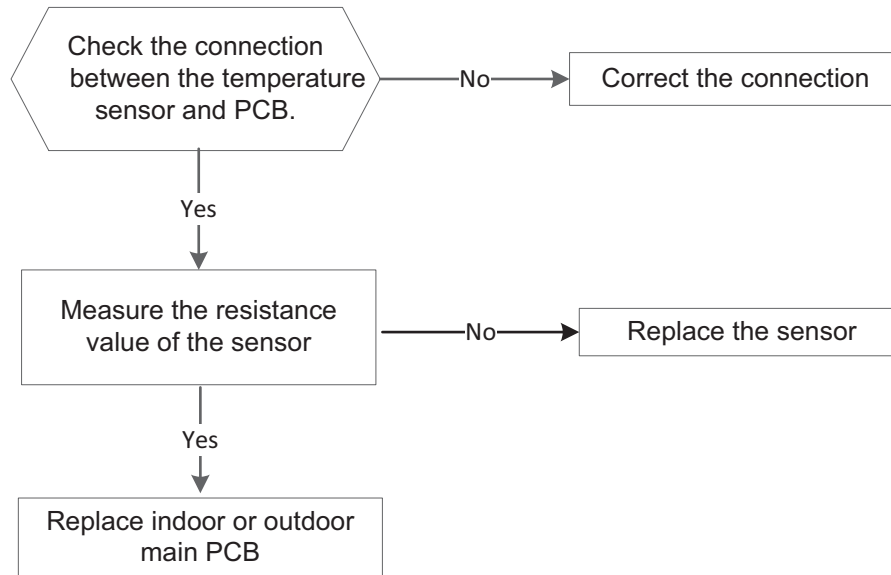 Check the connection
between the temperature
sensor and PCB.
No
Correct the connection
Yes
Measure the resistance
value of the sensor
No
Replace the sensor
Yes
Replace indoor or outdoor
main PCB